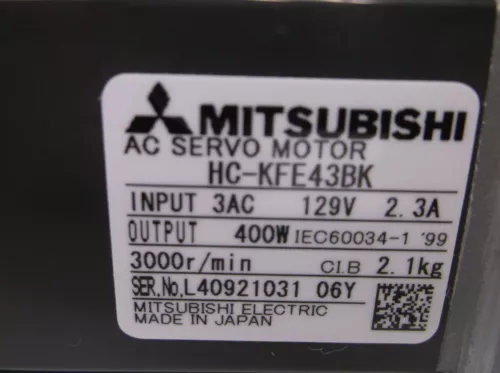 MITSUBISHI
AC SERVO MOTOR
HC-KFE43BK
INPUT 3AC 129V 2.3A
OUTPUT 400W IEC60034-1 '99
3000r/min CI.B 2.1kg
SER.No.L40921031 06Y
MITSUBISHI ELECTRIC
MADE IN JAPAN